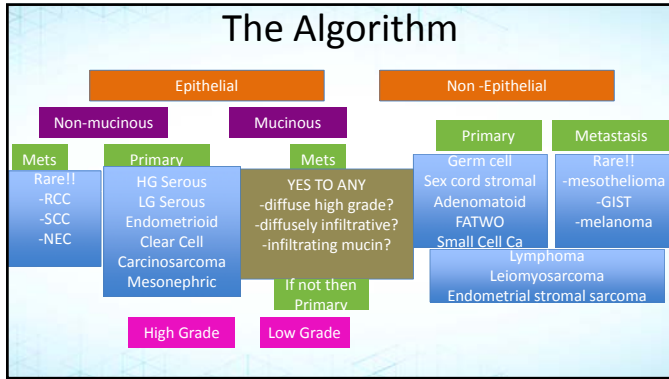 The Algorithm
Epithelial
Non -Epithelial
Non-mucinous
Mucinous
Primary
Metastasis
Mets
Primary
Mets
Rare!!
-RCC
-SCC
-NEC
HG Serous
LG Serous
Endometrioid
Clear Cell
Carcinosarcoma
Mesonephric
YES TO ANY
-diffuse high grade?
-diffusely infiltrative?
-infiltrating mucin?
If not then
Primary
Germ cell
Sex cord stromal
Adenomatoid
FATWO
Small Cell Ca
Rare!!
-mesothelioma
-GIST
-melanoma
Lymphoma
Leiomyosarcoma
Endometrial stromal sarcoma
High Grade
Low Grade